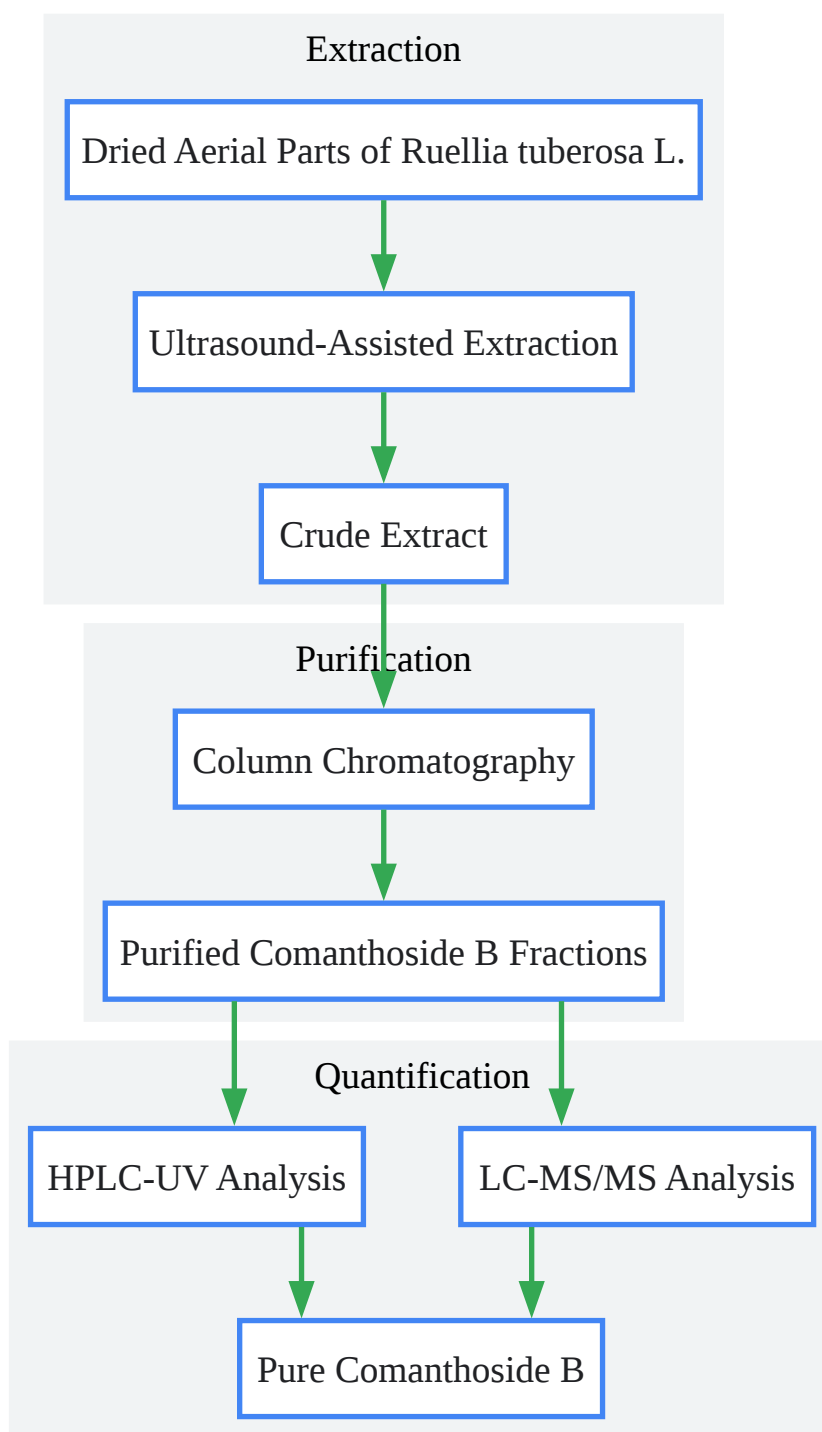 Extraction
Dried Aerial Parts of Ruellia tuberosa L.
Ultrasound-Assisted Extraction
Crude Extract
Purification
Column Chromatography
Purified Comanthoside B Fractions
Quantification
HPLC-UV Analysis
LC-MS/MS Analysis
Pure Comanthoside B